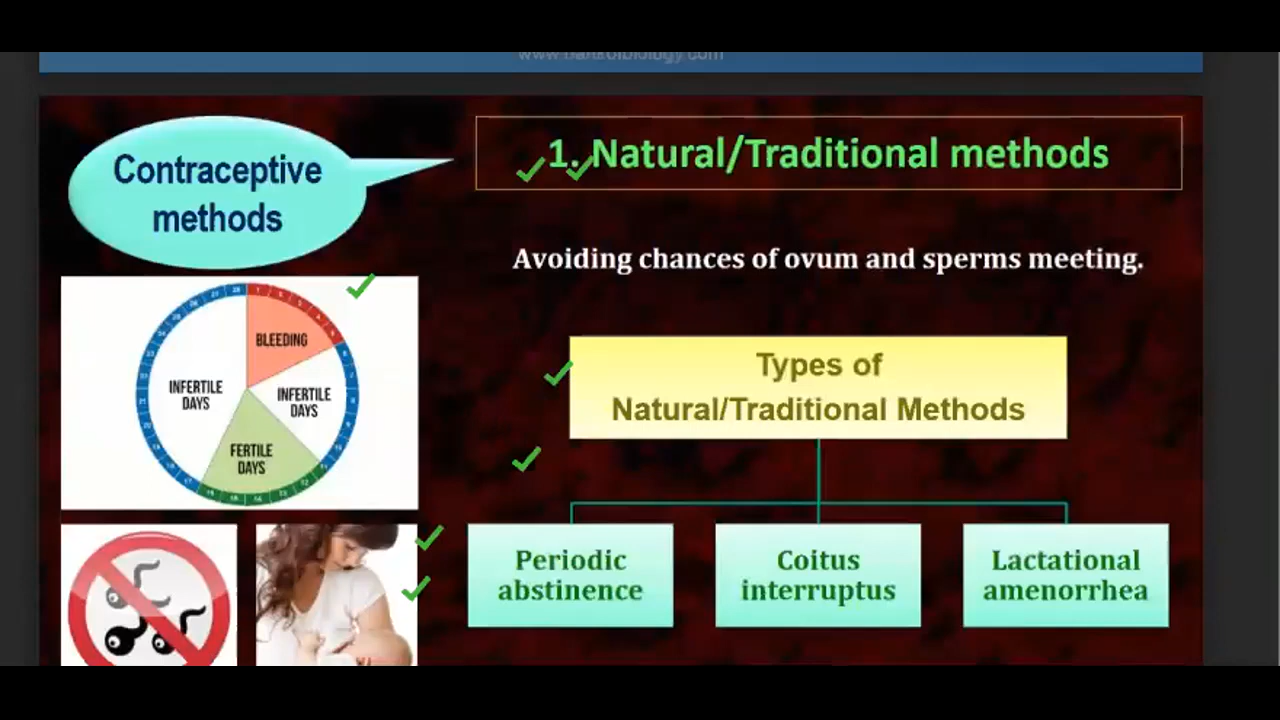 Contraceptive
methods
1. Natural/Traditional methods
Avoiding chances of ovum and sperms meeting.
BLEEDING
INFERTILE
DAYS
INFERTILE
DAYS
FERTILE
DAYS
Types of
Natural/Traditional Methods
Periodic
abstinence
Coitus
interruptus
Lactational
amenorrhea